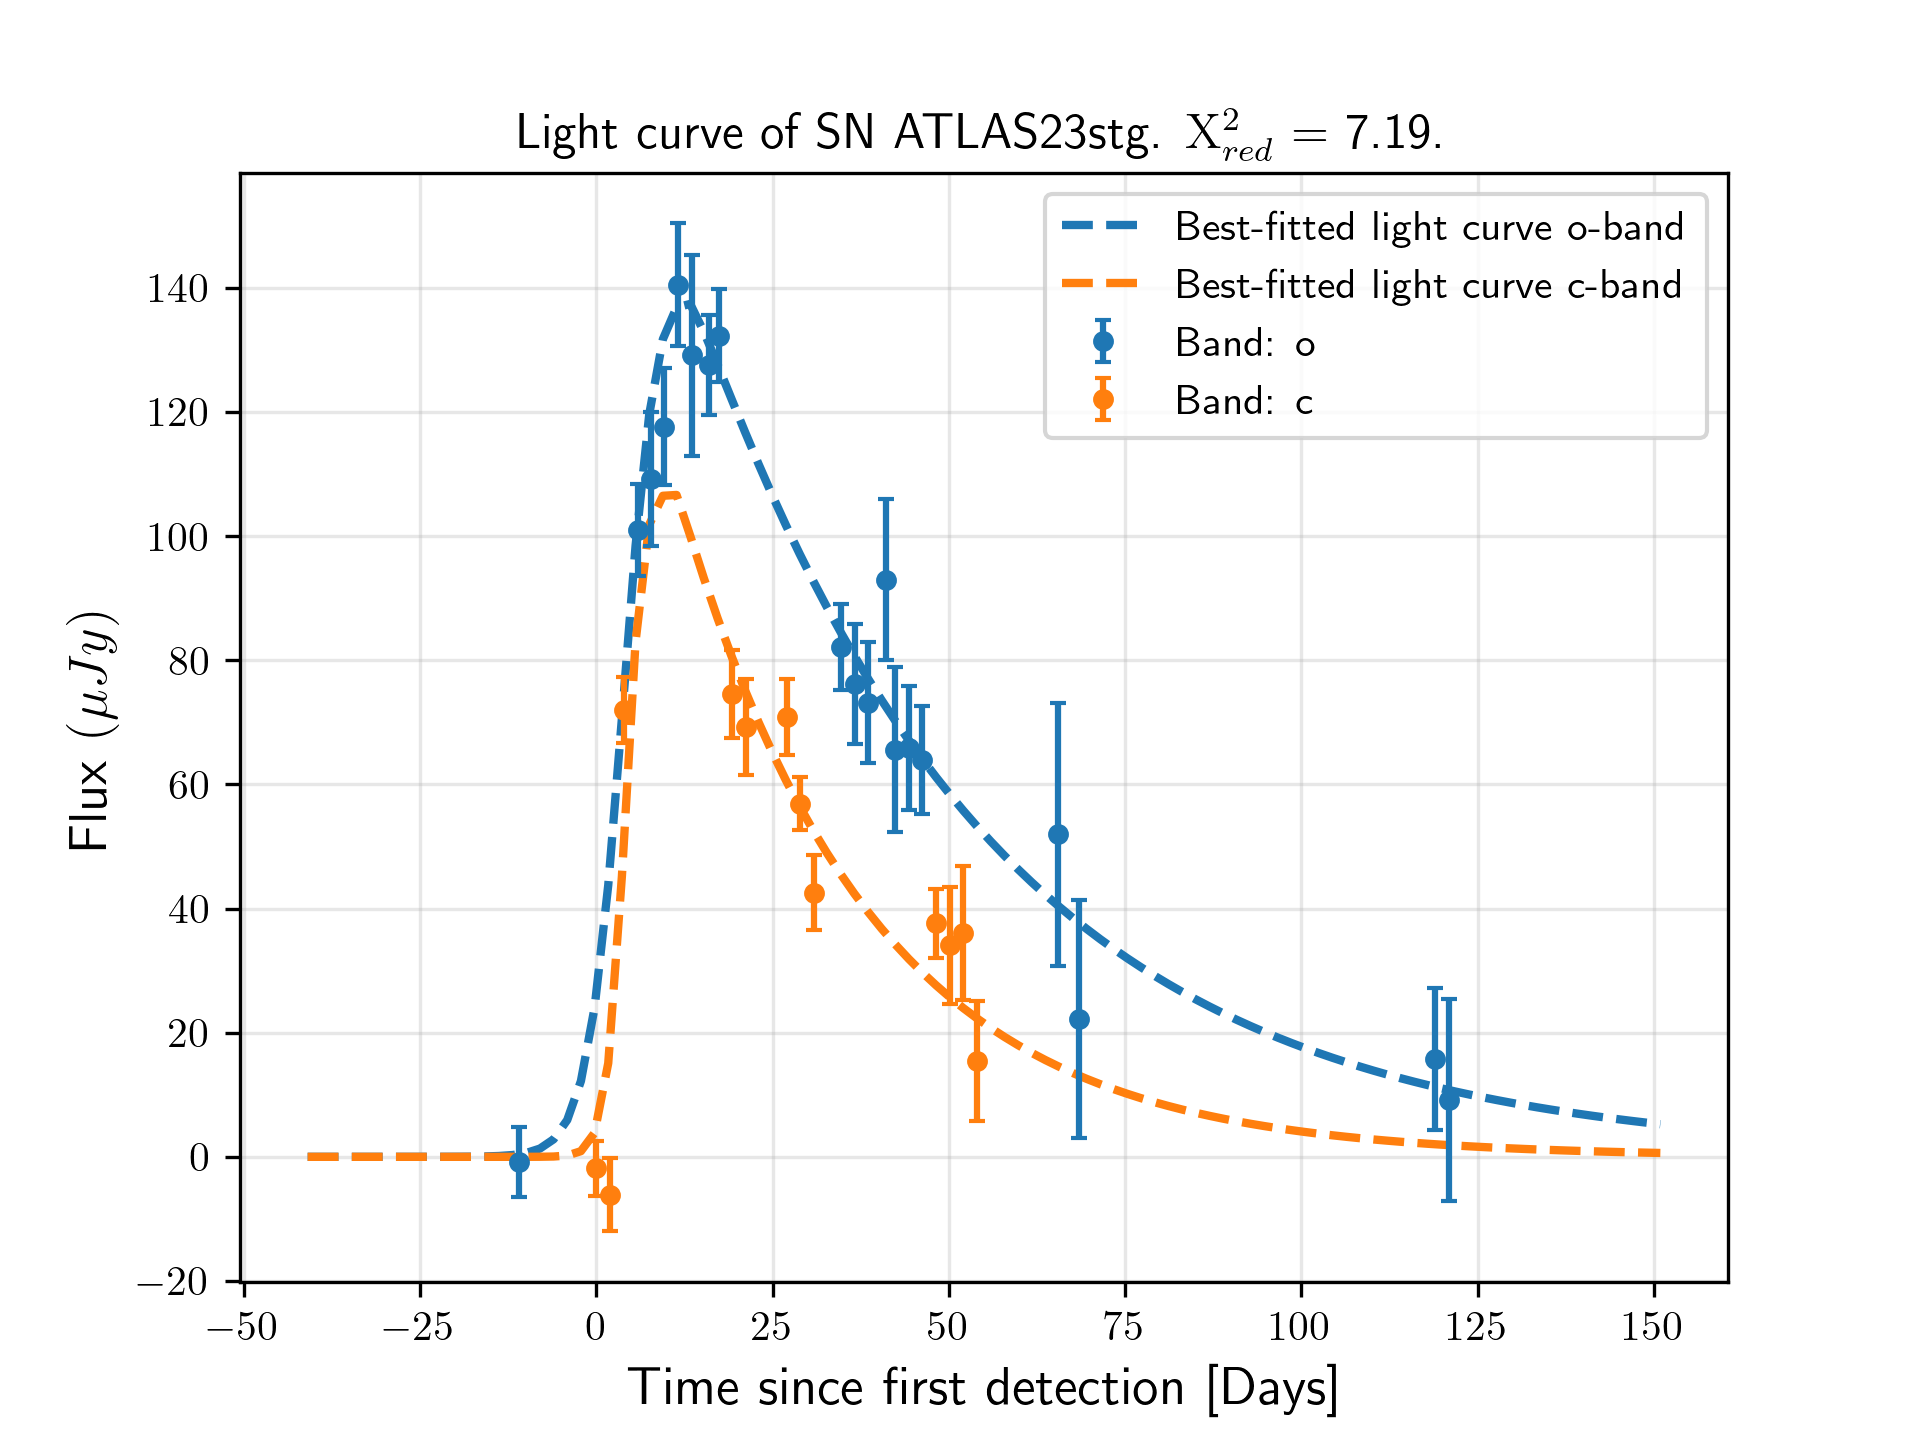 Light curve of SN ATLAS23stg. X²red = 7.19.
Best-fitted light curve o-band
Best-fitted light curve c-band
Band: o
Band: c
Flux (μJy)
140
120
100
80
60
40
20
0
−20
−50 −25 0 25 50 75 100 125 150
Time since first detection [Days]